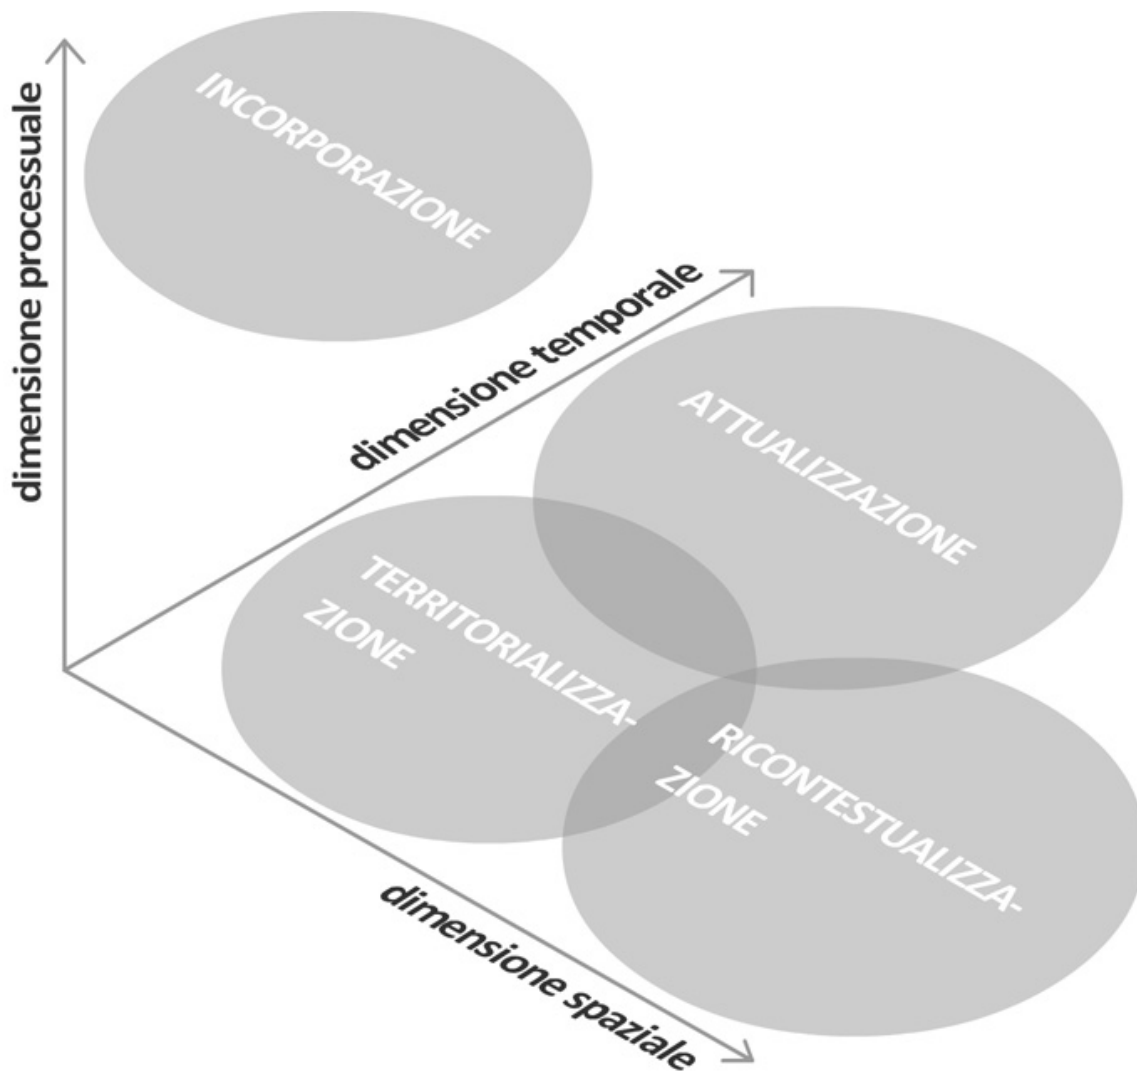 dimensione processuale
INCORPORAZIONE
dimensione temporale
ATTUALIZZAZIONE
TERRITORIALIZZA-
ZIONE
RICONTESTUALIZZA-
ZIONE
dimensione spaziale